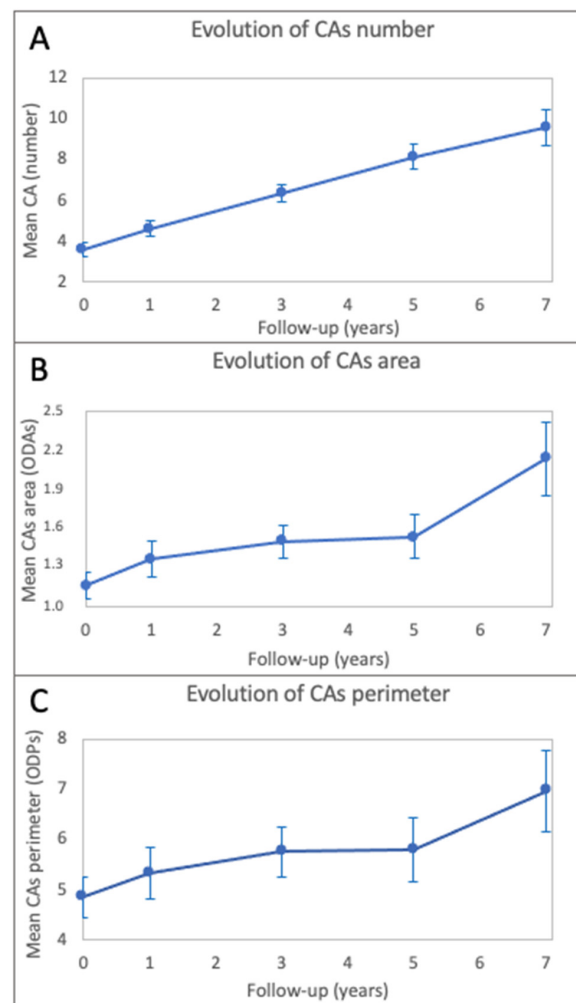 A
Evolution of CAs number
Mean CA (number)
12
10
8
6
4
2
0 1 2 3 4 5 6 7
Follow-up (years)
B
Evolution of CAs area
Mean CAs area (ODAs)
2.5
2.2
1.9
1.6
1.3
1.0
0 1 2 3 4 5 6 7
Follow-up (years)
C
Evolution of CAs perimeter
Mean CAs perimeter (ODPs)
8
7
6
5
4
0 1 2 3 4 5 6 7
Follow-up (years)